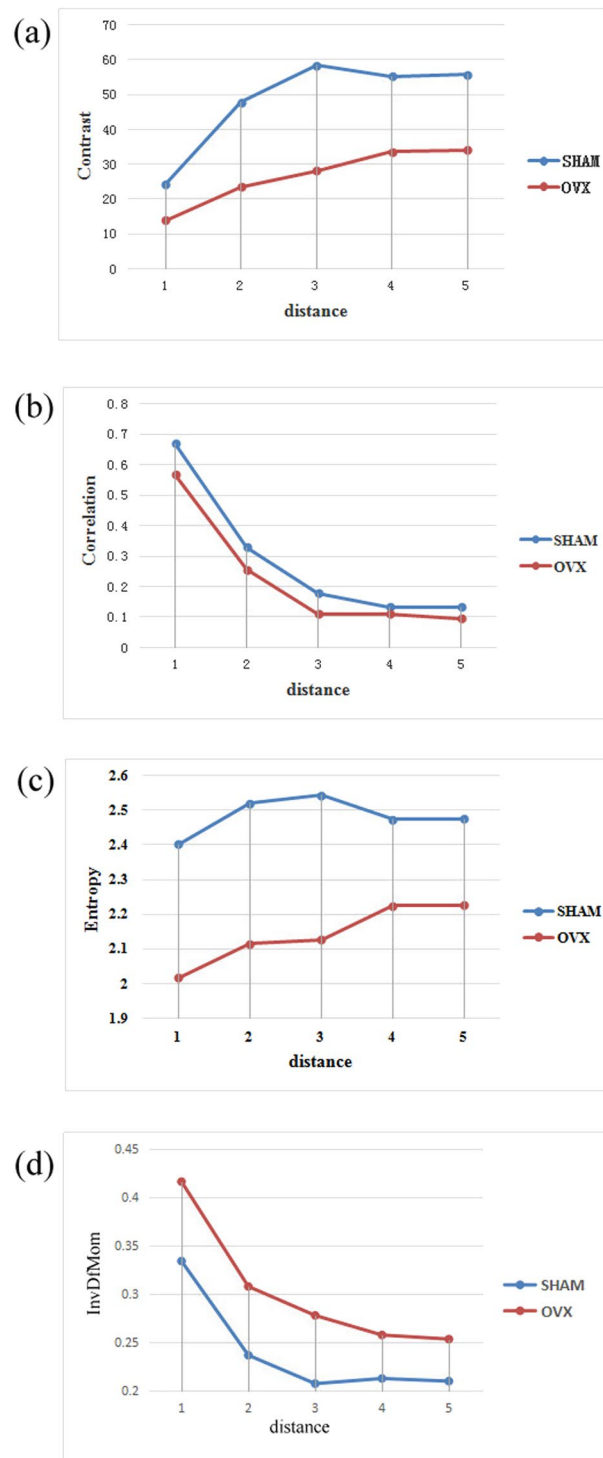 (a)
70
60
50
40
30
20
10
0
Contrast
1 2 3 4 5
distance
SHAM
OVX
(b)
0.8
0.7
0.6
0.5
0.4
0.3
0.2
0.1
0
Correlation
1 2 3 4 5
distance
SHAM
OVX
(c)
2.6
2.5
2.4
2.3
2.2
2.1
2
1.9
Entropy
1 2 3 4 5
distance
SHAM
OVX
(d)
0.45
0.4
0.35
0.3
0.25
0.2
InvDfMom
1 2 3 4 5
distance
SHAM
OVX